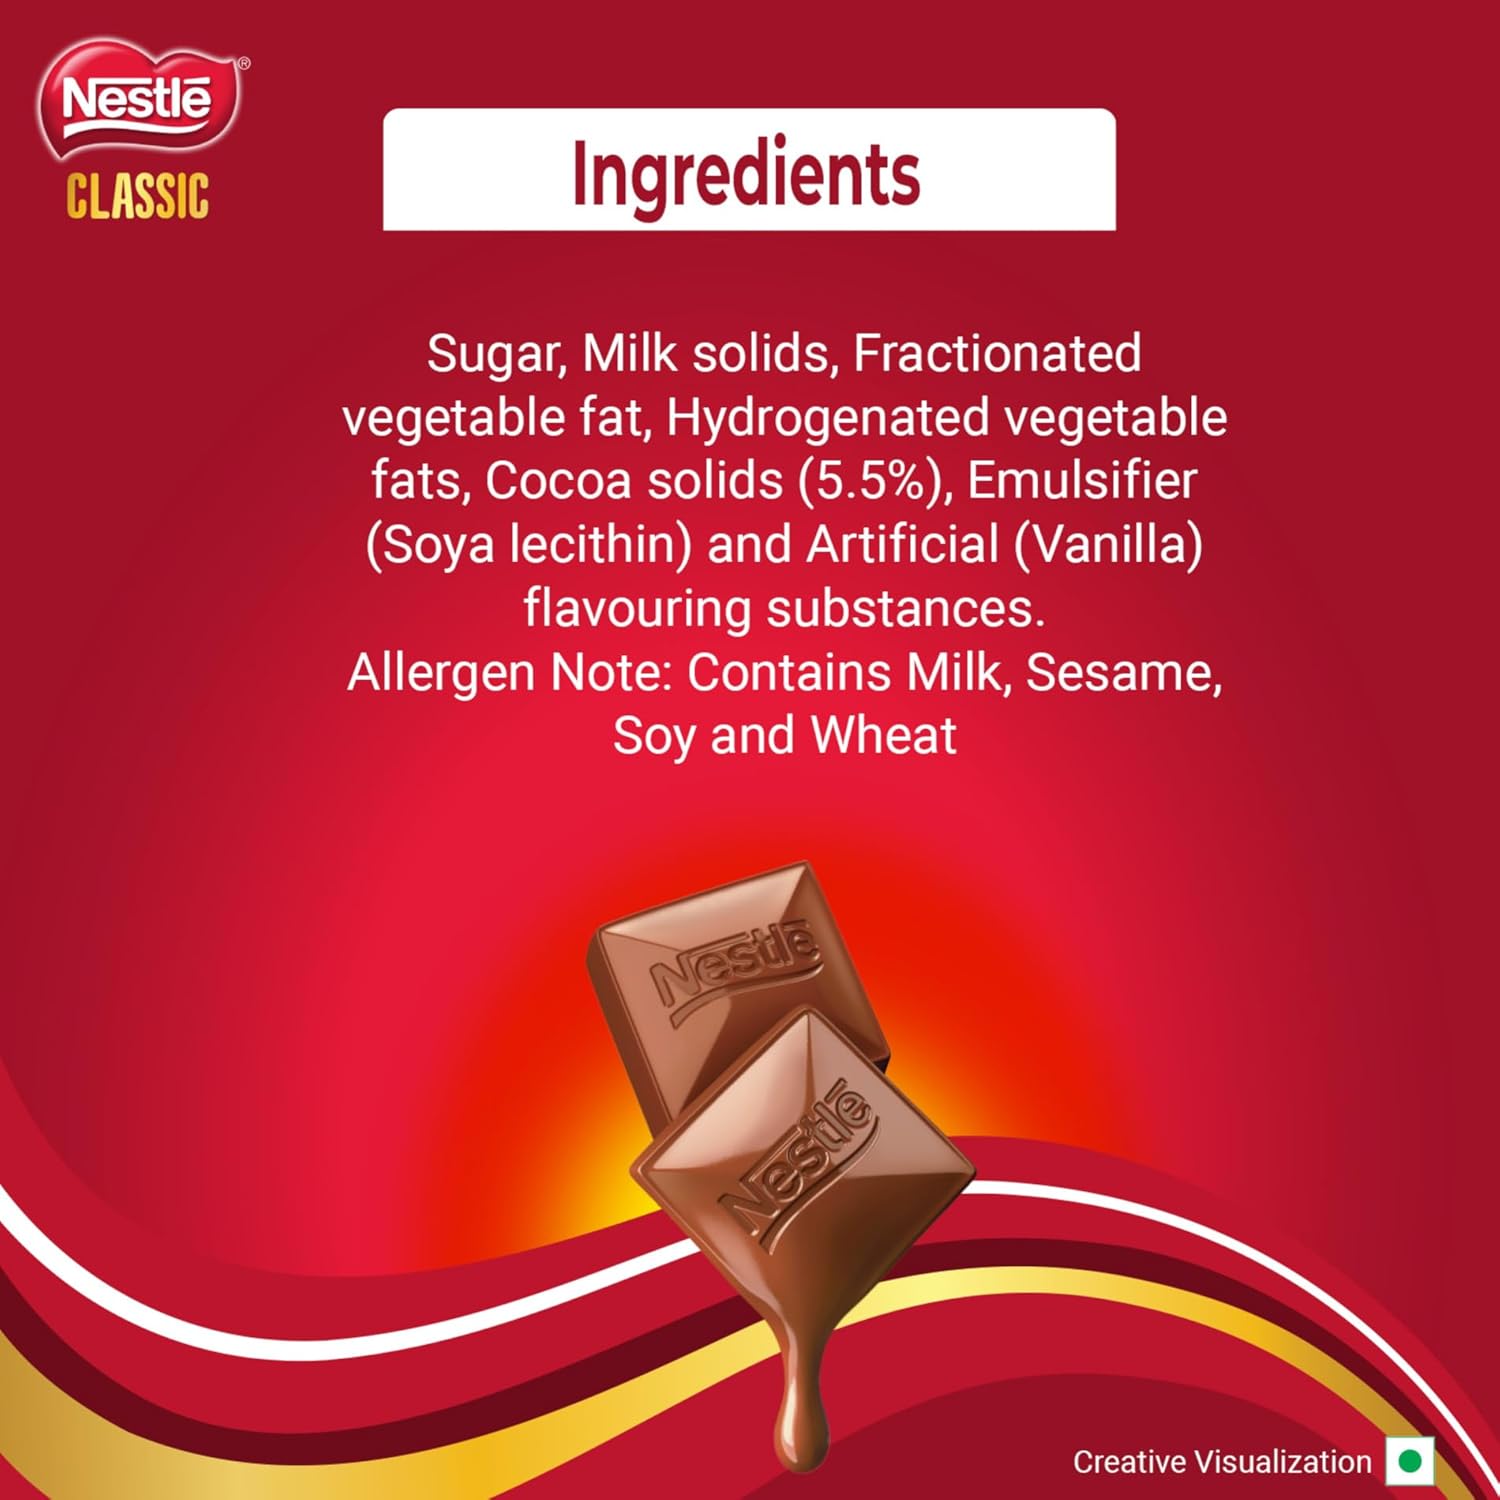 Nestlé®
CLASSIC
Ingredients
Sugar, Milk solids, Fractionated
vegetable fat, Hydrogenated vegetable
fats, Cocoa solids (5.5%), Emulsifier
(Soya lecithin) and Artificial (Vanilla)
flavouring substances.
Allergen Note: Contains Milk, Sesame,
Soy and Wheat
Nestlé
Nestlé
Creative Visualization